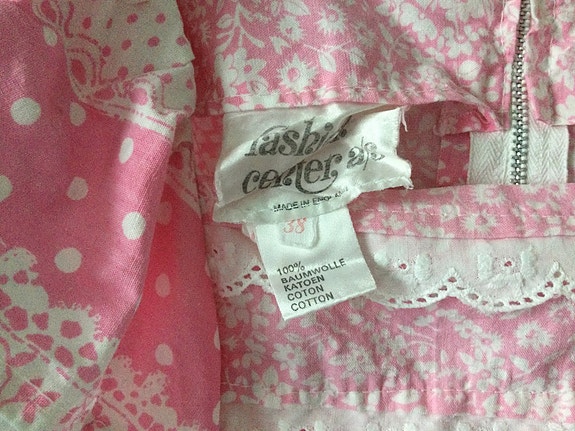 fashion
center a/s
MADE IN ENGLAND
38
100%
BAUMWOLLE
KATOEN
COTON
COTTON